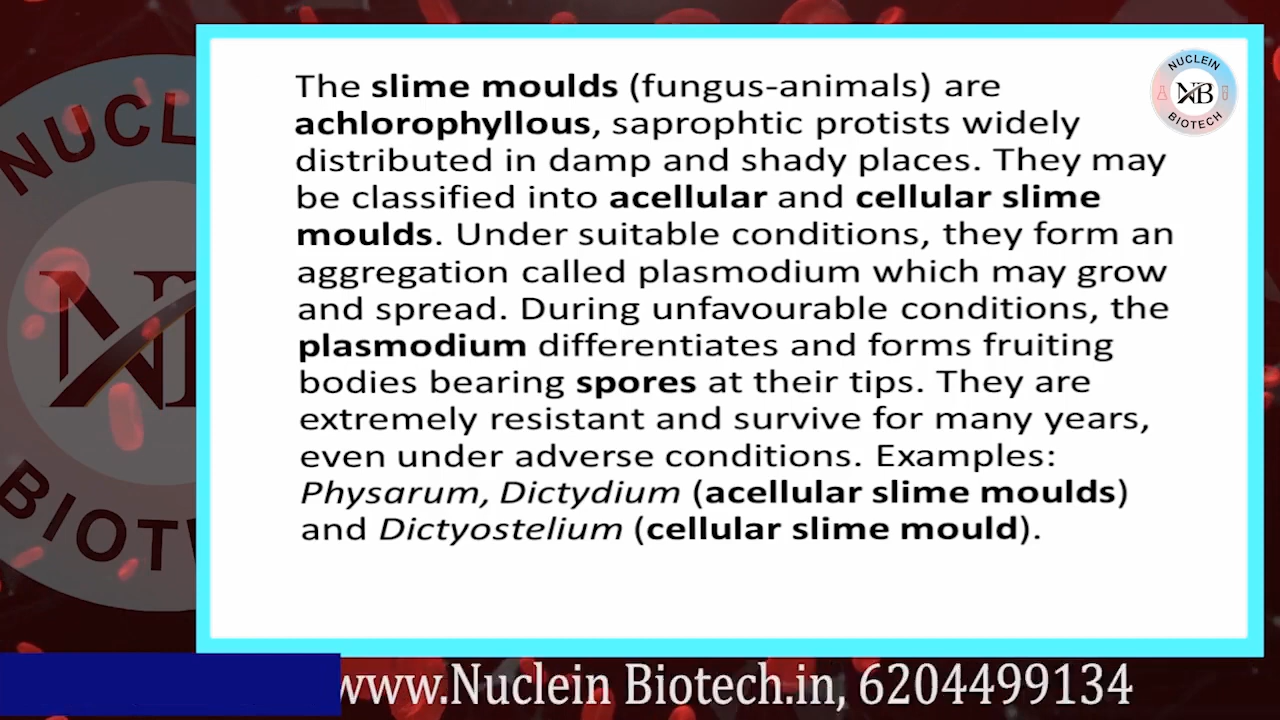 The slime moulds (fungus-animals) are
achlorophyllous, saprophtic protists widely
distributed in damp and shady places. They may
be classified into acellular and cellular slime
moulds. Under suitable conditions, they form an
aggregation called plasmodium which may grow
and spread. During unfavourable conditions, the
plasmodium differentiates and forms fruiting
bodies bearing spores at their tips. They are
extremely resistant and survive for many years,
even under adverse conditions. Examples:
Physarum, Dictydium (acellular slime moulds)
and Dictyostelium (cellular slime mould).
NUCLEIN
NB
BIOTECH
NUCL
N
BIOT
www.Nuclein Biotech.in, 6204499134